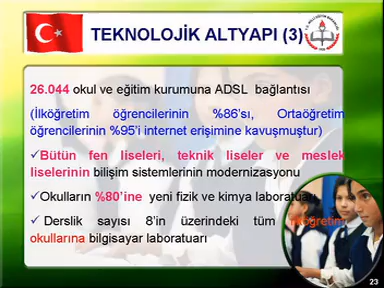 TEKNOLOJİK ALTYAPI (3)
26.044 okul ve eğitim kurumuna ADSL bağlantısı
(İlköğretim öğrencilerinin %86’sı, Ortaöğretim
öğrencilerinin %95’i internet erişimine kavuşmuştur)
✓Bütün fen liseleri, teknik liseler ve meslek
liselerinin bilişim sistemlerinin modernizasyonu
✓Okulların %80’ine yeni fizik ve kimya laboratuarı
✓ Derslik sayısı 8’in üzerindeki tüm ilköğretim
okullarına bilgisayar laboratuarı
23